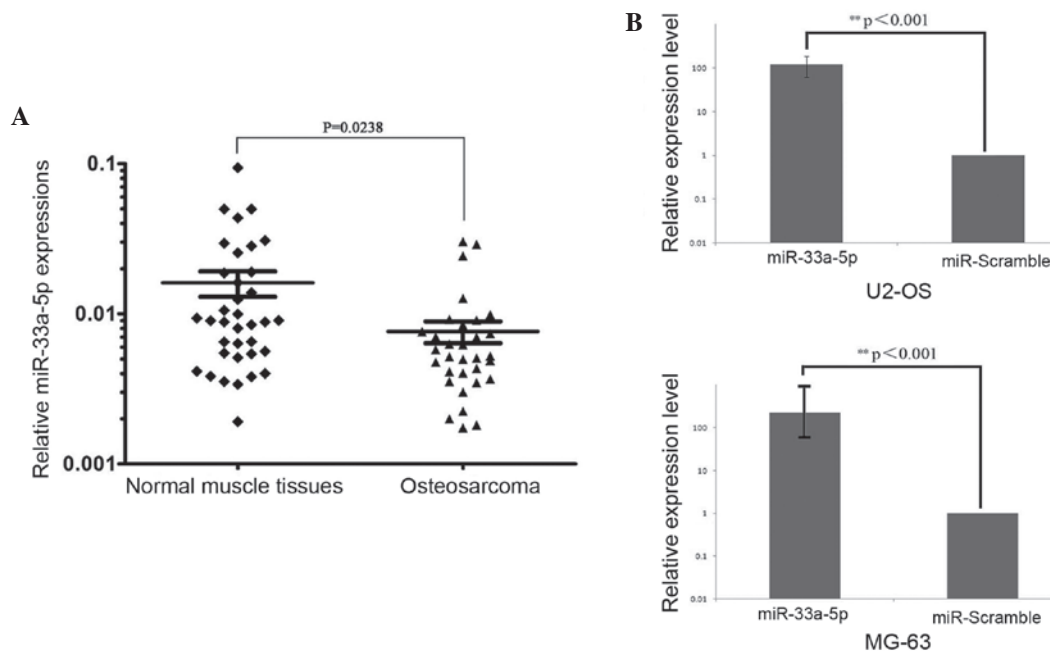 A
P=0.0238
Relative miR-33a-5p expressions
0.1
0.01
0.001
Normal muscle tissues
Osteosarcoma
B
** p<0.001
Relative expression level
100
10
1
0.1
0.01
miR-33a-5p
miR-Scramble
U2-OS
** p<0.001
Relative expression level
100
10
1
0.1
0.01
miR-33a-5p
miR-Scramble
MG-63